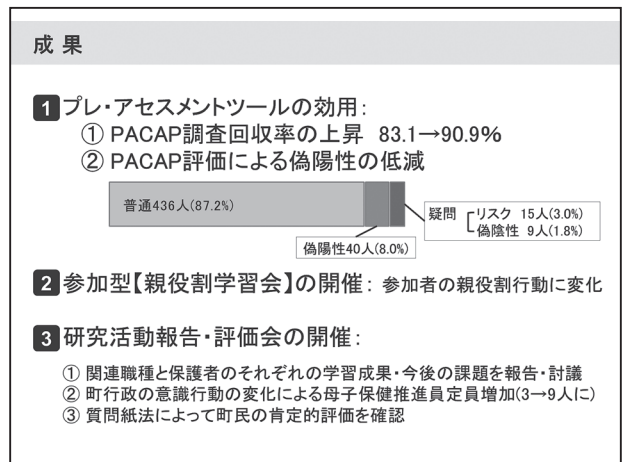 成果
1 プレ・アセスメントツールの効用：
① PACAP調査回収率の上昇 83.1→90.9%
② PACAP評価による偽陽性の低減
普通436人(87.2%)
疑問 リスク 15人(3.0%)
偽陰性 9人(1.8%)
偽陽性40人(8.0%)
2 参加型【親役割学習会】の開催：参加者の親役割行動に変化
3 研究活動報告・評価会の開催：
① 関連職種と保護者のそれぞれの学習成果・今後の課題を報告・討議
② 町行政の意識行動の変化による母子保健推進員定員増加(3→9人に)
③ 質問紙法によって町民の肯定的評価を確認